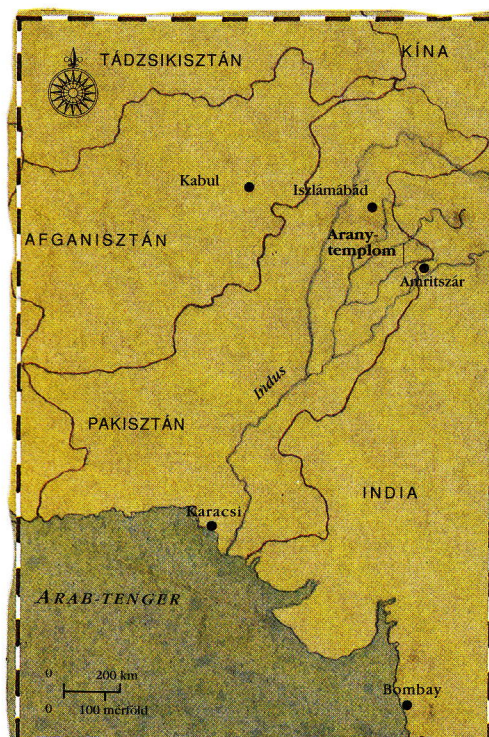 TÁDZSIKISZTÁN
KÍNA
Kabul
Iszlámábád
AFGANISZTÁN
Arany-
templom
Amritszár
Indus
PAKISZTÁN
INDIA
Karacsi
ARAB-TENGER
0 200 km
0 100 mérföld
Bombay